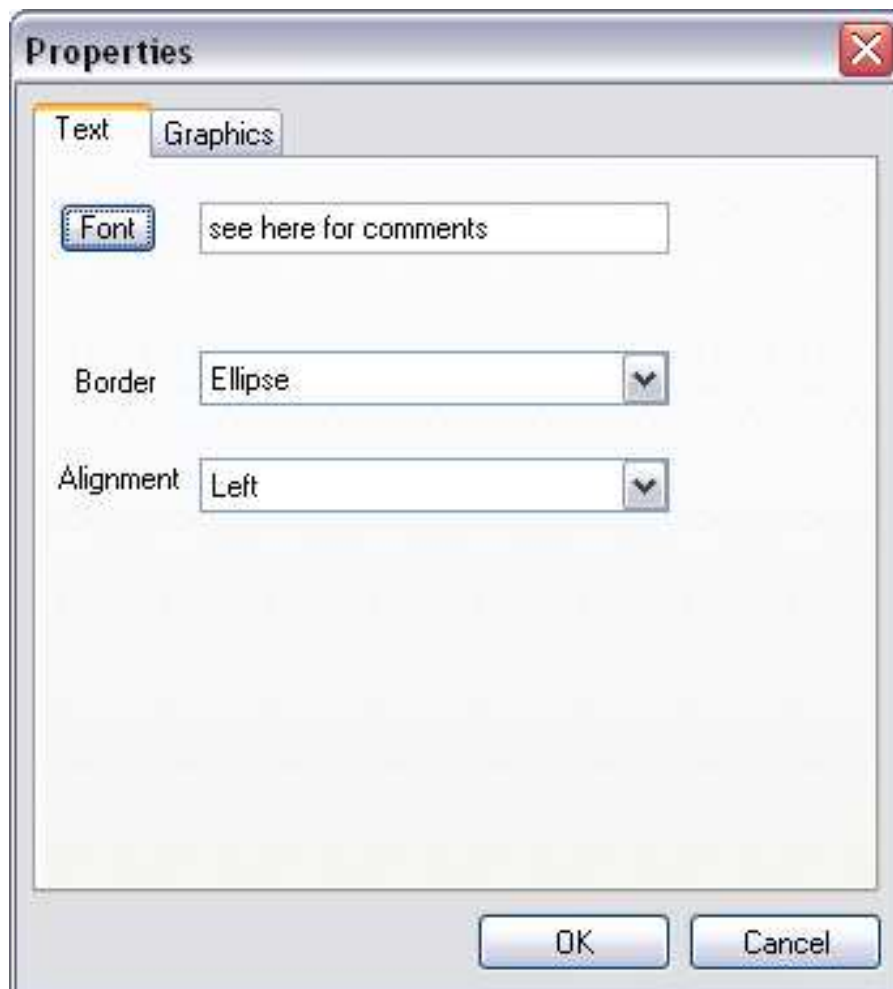 Properties
Text Graphics
Font see here for comments
Border Ellipse
Alignment Left
OK Cancel